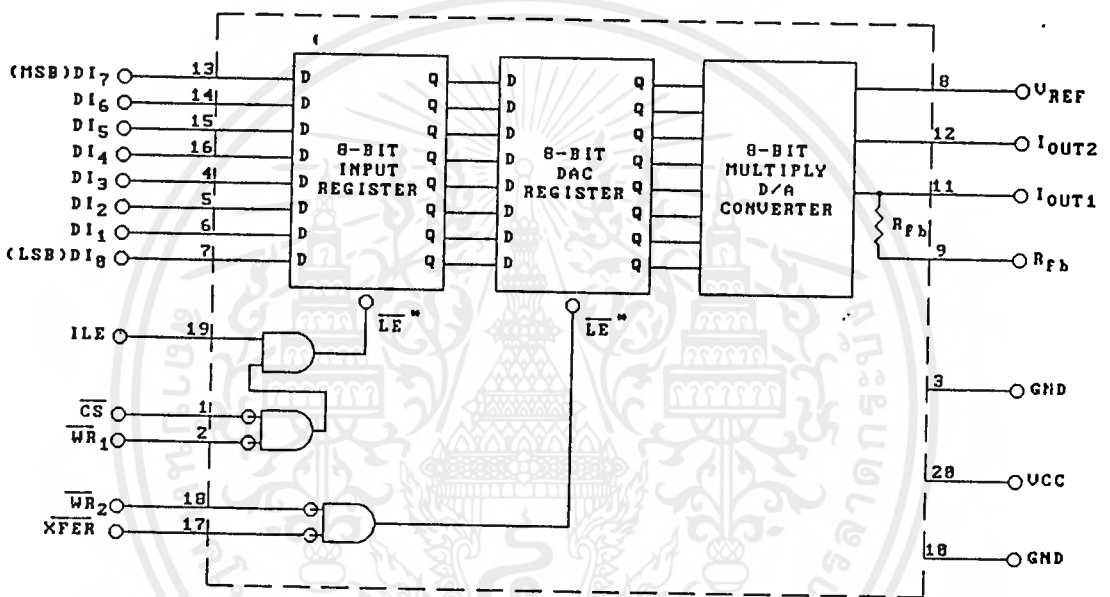 (MSB)DI7 13 D Q D Q 8 VREF
DI6 14 D Q D Q
DI5 15 D Q D Q 12 IOUT2
DI4 16 D Q D Q
DI3 4 D Q D Q 11 IOUT1
DI2 5 D Q D Q
DI1 6 D Q D Q Rfb
(LSB)DI0 7 D Q D Q 9 Rfb
8-BIT
INPUT
REGISTER
8-BIT
DAC
REGISTER
8-BIT
MULTIPLY
D/A
CONVERTER
LE "
LE "
ILE 19
CS 1
WR1 2
WR2 18
XFER 17
3 GND
20 VCC
10 GND